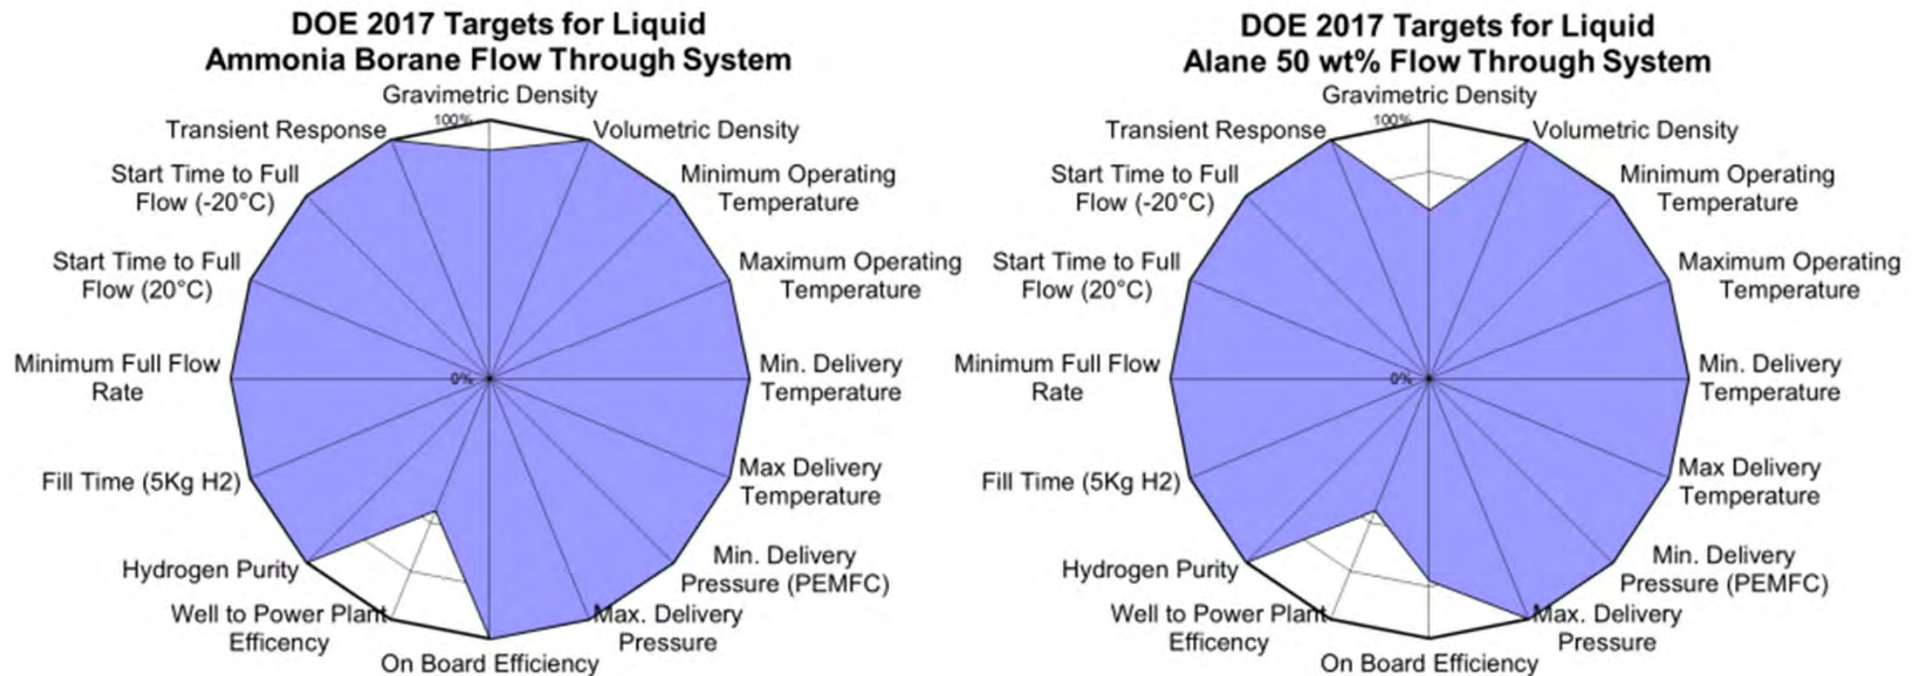 DOE 2017 Targets for Liquid
Ammonia Borane Flow Through System
Gravimetric Density
100%
Transient Response
Volumetric Density
Start Time to Full
Flow (-20°C)
Minimum Operating
Temperature
Start Time to Full
Flow (20°C)
Maximum Operating
Temperature
Minimum Full Flow
Rate
0%
Min. Delivery
Temperature
Fill Time (5Kg H2)
Max Delivery
Temperature
Hydrogen Purity
Min. Delivery
Pressure (PEMFC)
Well to Power Plant
Efficency
Max. Delivery
Pressure
On Board Efficiency
DOE 2017 Targets for Liquid
Alane 50 wt% Flow Through System
Gravimetric Density
100%
Transient Response
Volumetric Density
Start Time to Full
Flow (-20°C)
Minimum Operating
Temperature
Start Time to Full
Flow (20°C)
Maximum Operating
Temperature
Minimum Full Flow
Rate
0%
Min. Delivery
Temperature
Fill Time (5Kg H2)
Max Delivery
Temperature
Hydrogen Purity
Min. Delivery
Pressure (PEMFC)
Well to Power Plant
Efficency
Max. Delivery
Pressure
On Board Efficiency